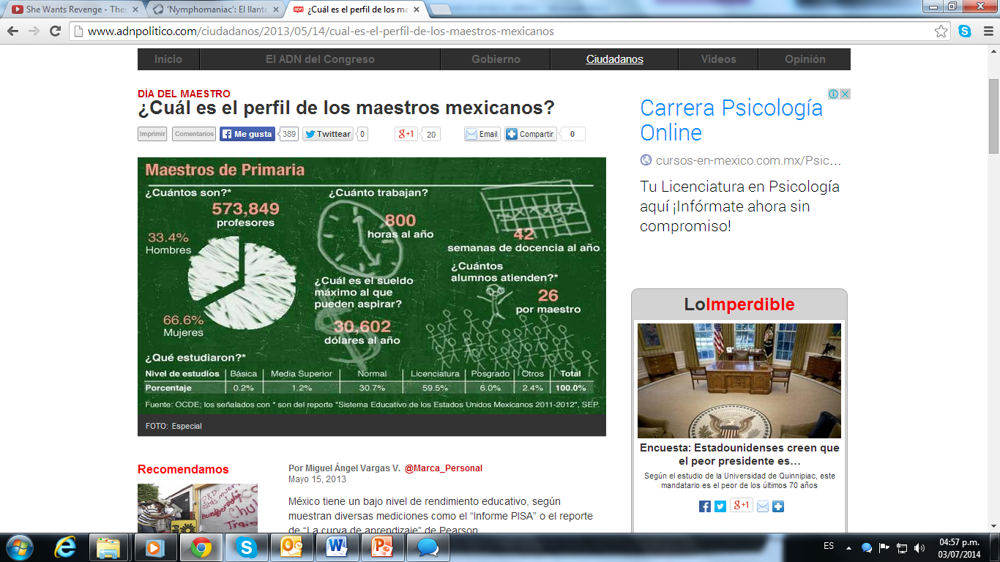 She Wants Revenge - Thes
'Nymphomaniac': El llanto
adn ¿Cuál es el perfil de los ma
www.adnpolitico.com/ciudadanos/2013/05/14/cual-es-el-perfil-de-los-maestros-mexicanos
Inicio El ADN del Congreso Gobierno Ciudadanos Videos Opinión
DÍA DEL MAESTRO
¿Cuál es el perfil de los maestros mexicanos?
Imprimir Comentarios Me gusta 389 Twittear 0 g+1 20 Email Compartir 0
Maestros de Primaria
¿Cuántos son?*
573,849
profesores
33.4%
Hombres
66.6%
Mujeres
¿Cuánto trabajan?
800
horas al año
42
semanas de docencia al año
¿Cuál es el sueldo
máximo al que
pueden aspirar?
30,602
dólares al año
¿Cuántos
alumnos atienden?*
26
por maestro
¿Qué estudiaron?*
Nivel de estudios Básica Media Superior Normal Licenciatura Posgrado Otros Total
Porcentaje 0.2% 1.2% 30.7% 59.5% 6.0% 2.4% 100.0%
Fuente: OCDE; los señalados con * son del reporte "Sistema Educativo de los Estados Unidos Mexicanos 2011-2012", SEP.
FOTO: Especial
Recomendamos
Por Miguel Ángel Vargas V. @Marca_Personal
Mayo 15, 2013
México tiene un bajo nivel de rendimiento educativo, según
muestran diversas mediciones como el "Informe PISA" o el reporte
de "La curva de aprendizaje" de Pearson
Carrera Psicología
Online
cursos-en-mexico.com.mx/Psic...
Tu Licenciatura en Psicología
aquí ¡Infórmate ahora sin
compromiso!
LoImperdible
Encuesta: Estadounidenses creen que
el peor presidente es...
Según el estudio de la Universidad de Quinnipiac, este
mandatario es el peor de los últimos 70 años
g+1
ES
04:57 p.m.
03/07/2014